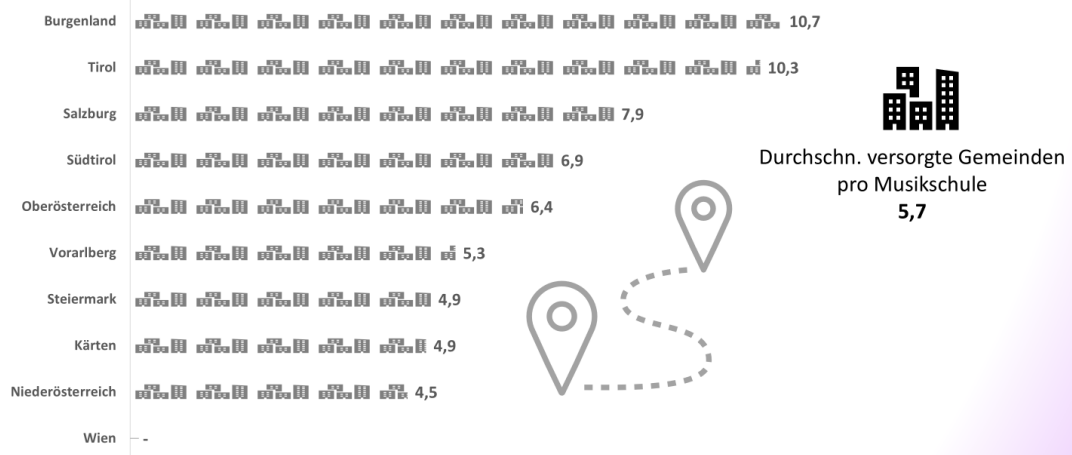 Burgenland 10,7
Tirol 10,3
Salzburg 7,9
Südtirol 6,9
Oberösterreich 6,4
Vorarlberg 5,3
Steiermark 4,9
Kärten 4,9
Niederösterreich 4,5
Wien -
Durchschn. versorgte Gemeinden
pro Musikschule
5,7